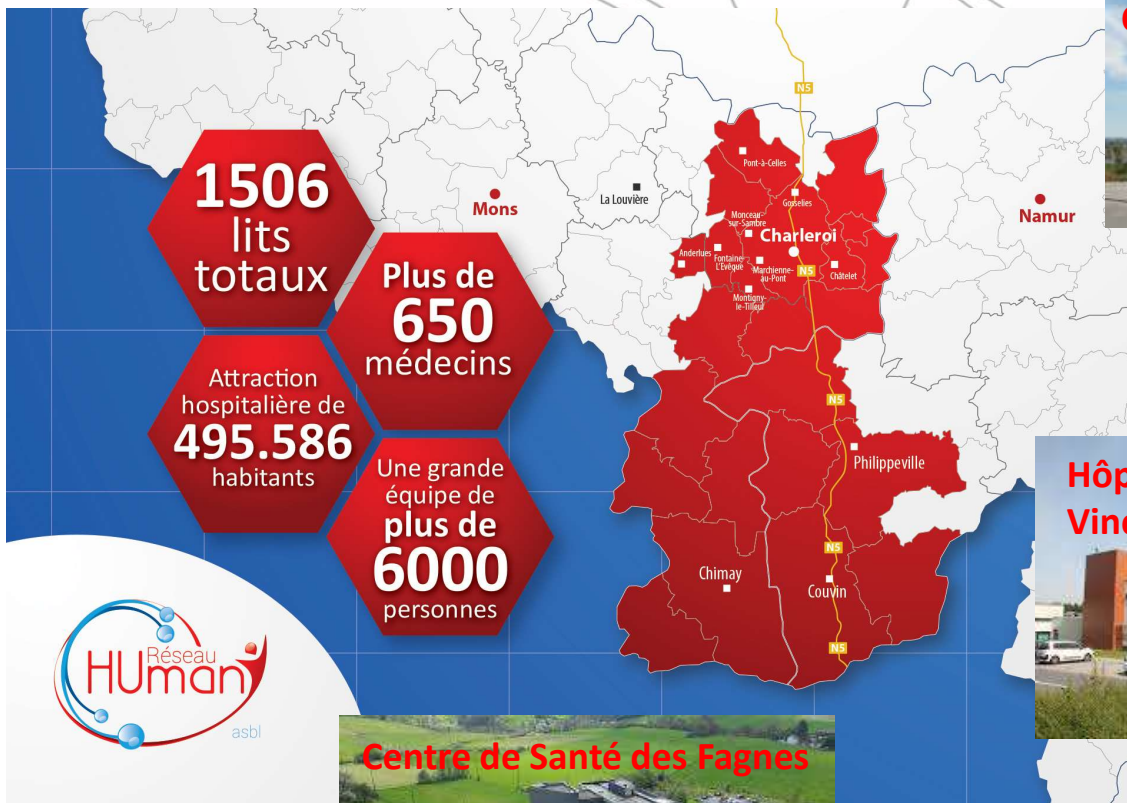 1506
lits
totaux
Plus de
650
médecins
Attraction
hospitalière de
495.586
habitants
Une grande
équipe de
plus de
6000
personnes
Réseau
HUmani
asbl
Mons
La Louvière
Namur
N5
Pont-à-Celles
Gosselles
Monceau-
sur-Sambre
Charleroi
Anderlues
Fontaine-
L'Evêque
Marchienne-
au-Pont
N5
Châtelet
Montigny-
le-Tilleul
N5
Philippeville
N5
Chimay
Couvin
N5
Hôp
Vin
Centre de Santé des Fagnes